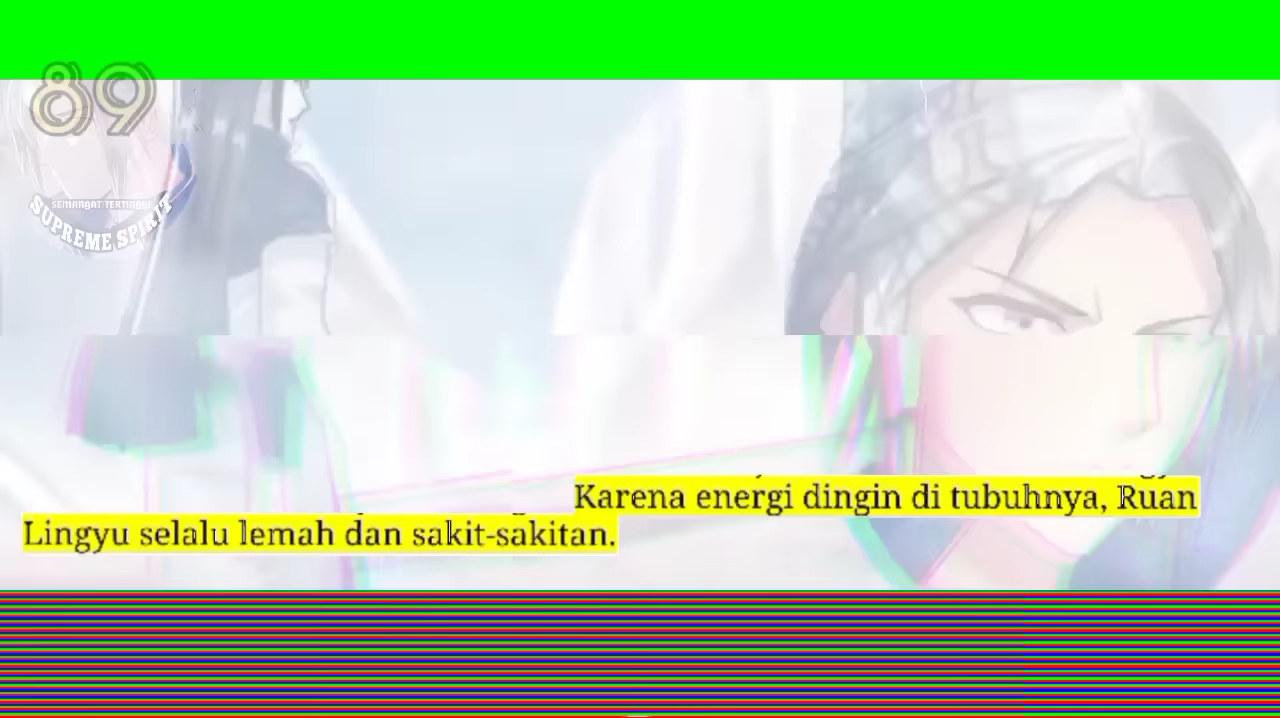 89
SEMANGAT TERTINGGI
SUPREME SPIRIT
Karena energi dingin di tubuhnya, Ruan
Lingyu selalu lemah dan sakit-sakitan.